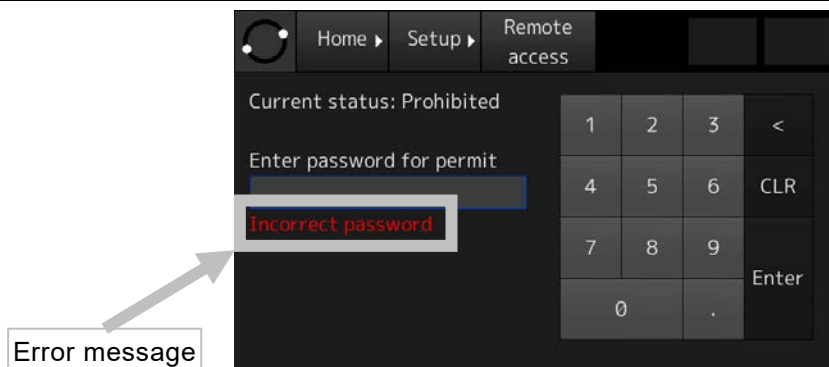 Home ▸ Setup ▸ Remote access
Current status: Prohibited
Enter password for permit
Incorrect password
1 2 3 <
4 5 6 CLR
7 8 9
Enter
0 .
Error message